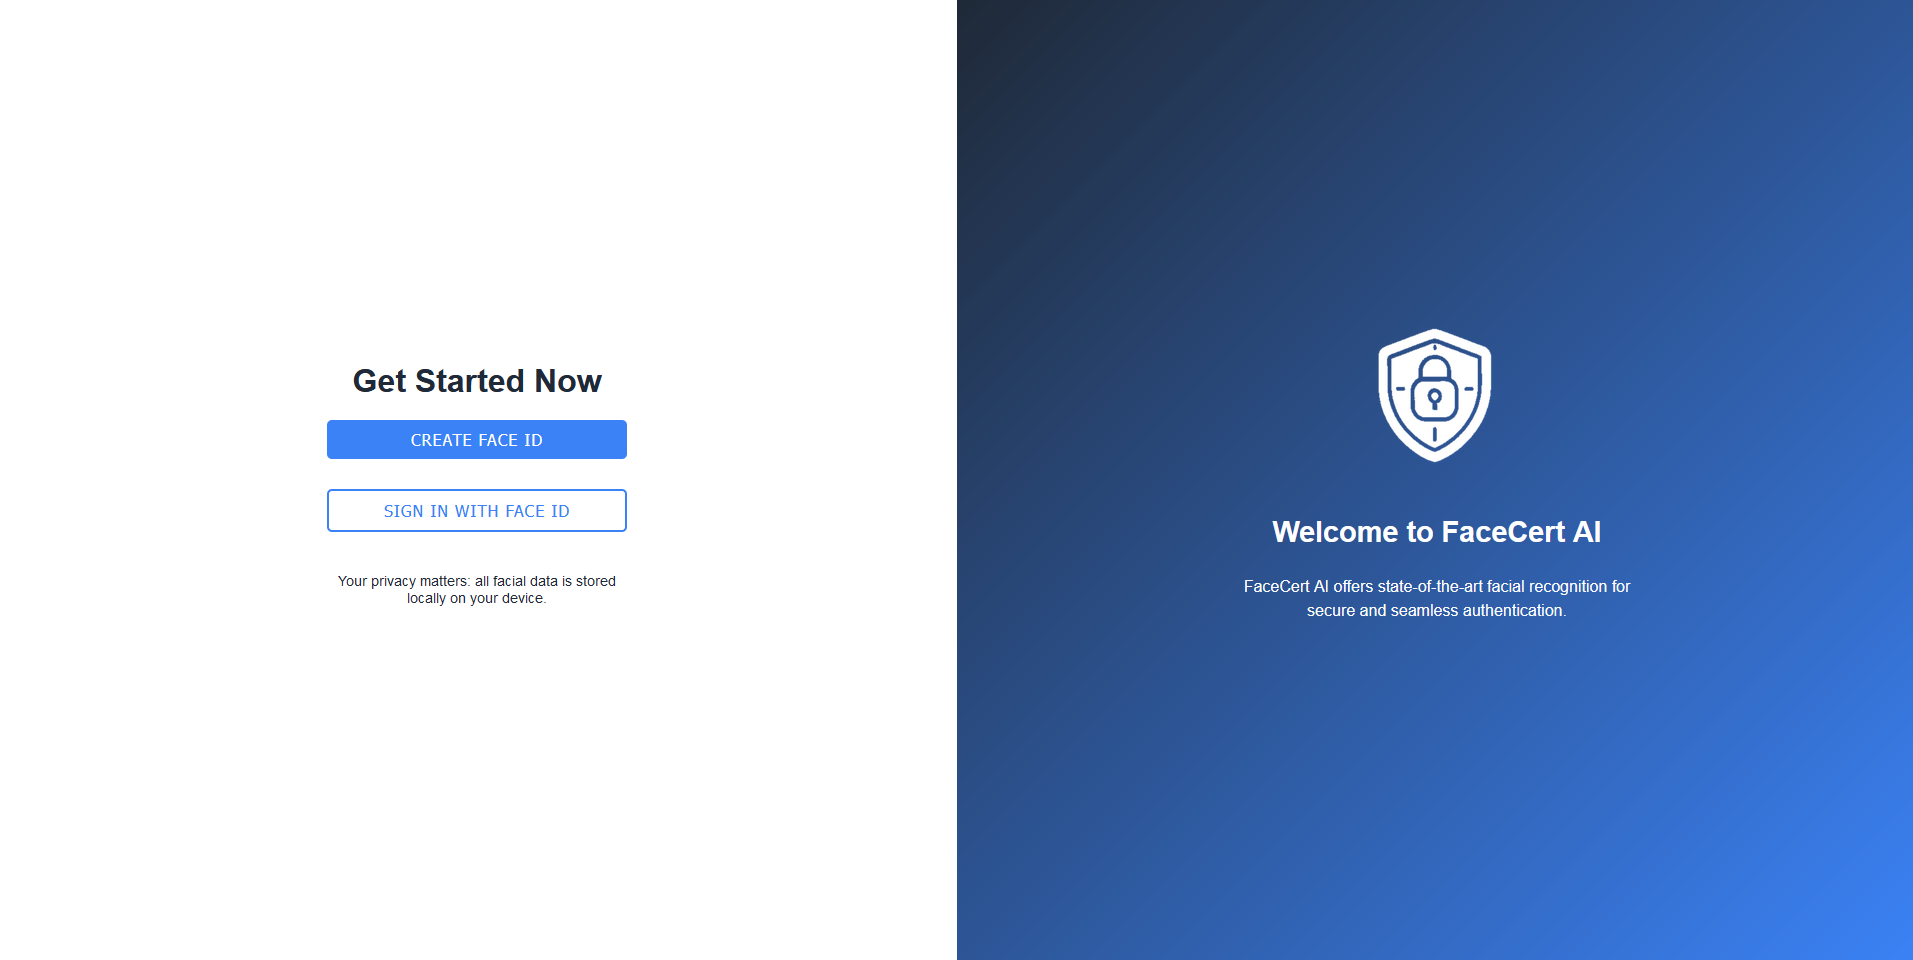 Get Started Now
CREATE FACE ID
SIGN IN WITH FACE ID
Your privacy matters: all facial data is stored
locally on your device.
Welcome to FaceCert AI
FaceCert AI offers state-of-the-art facial recognition for
secure and seamless authentication.